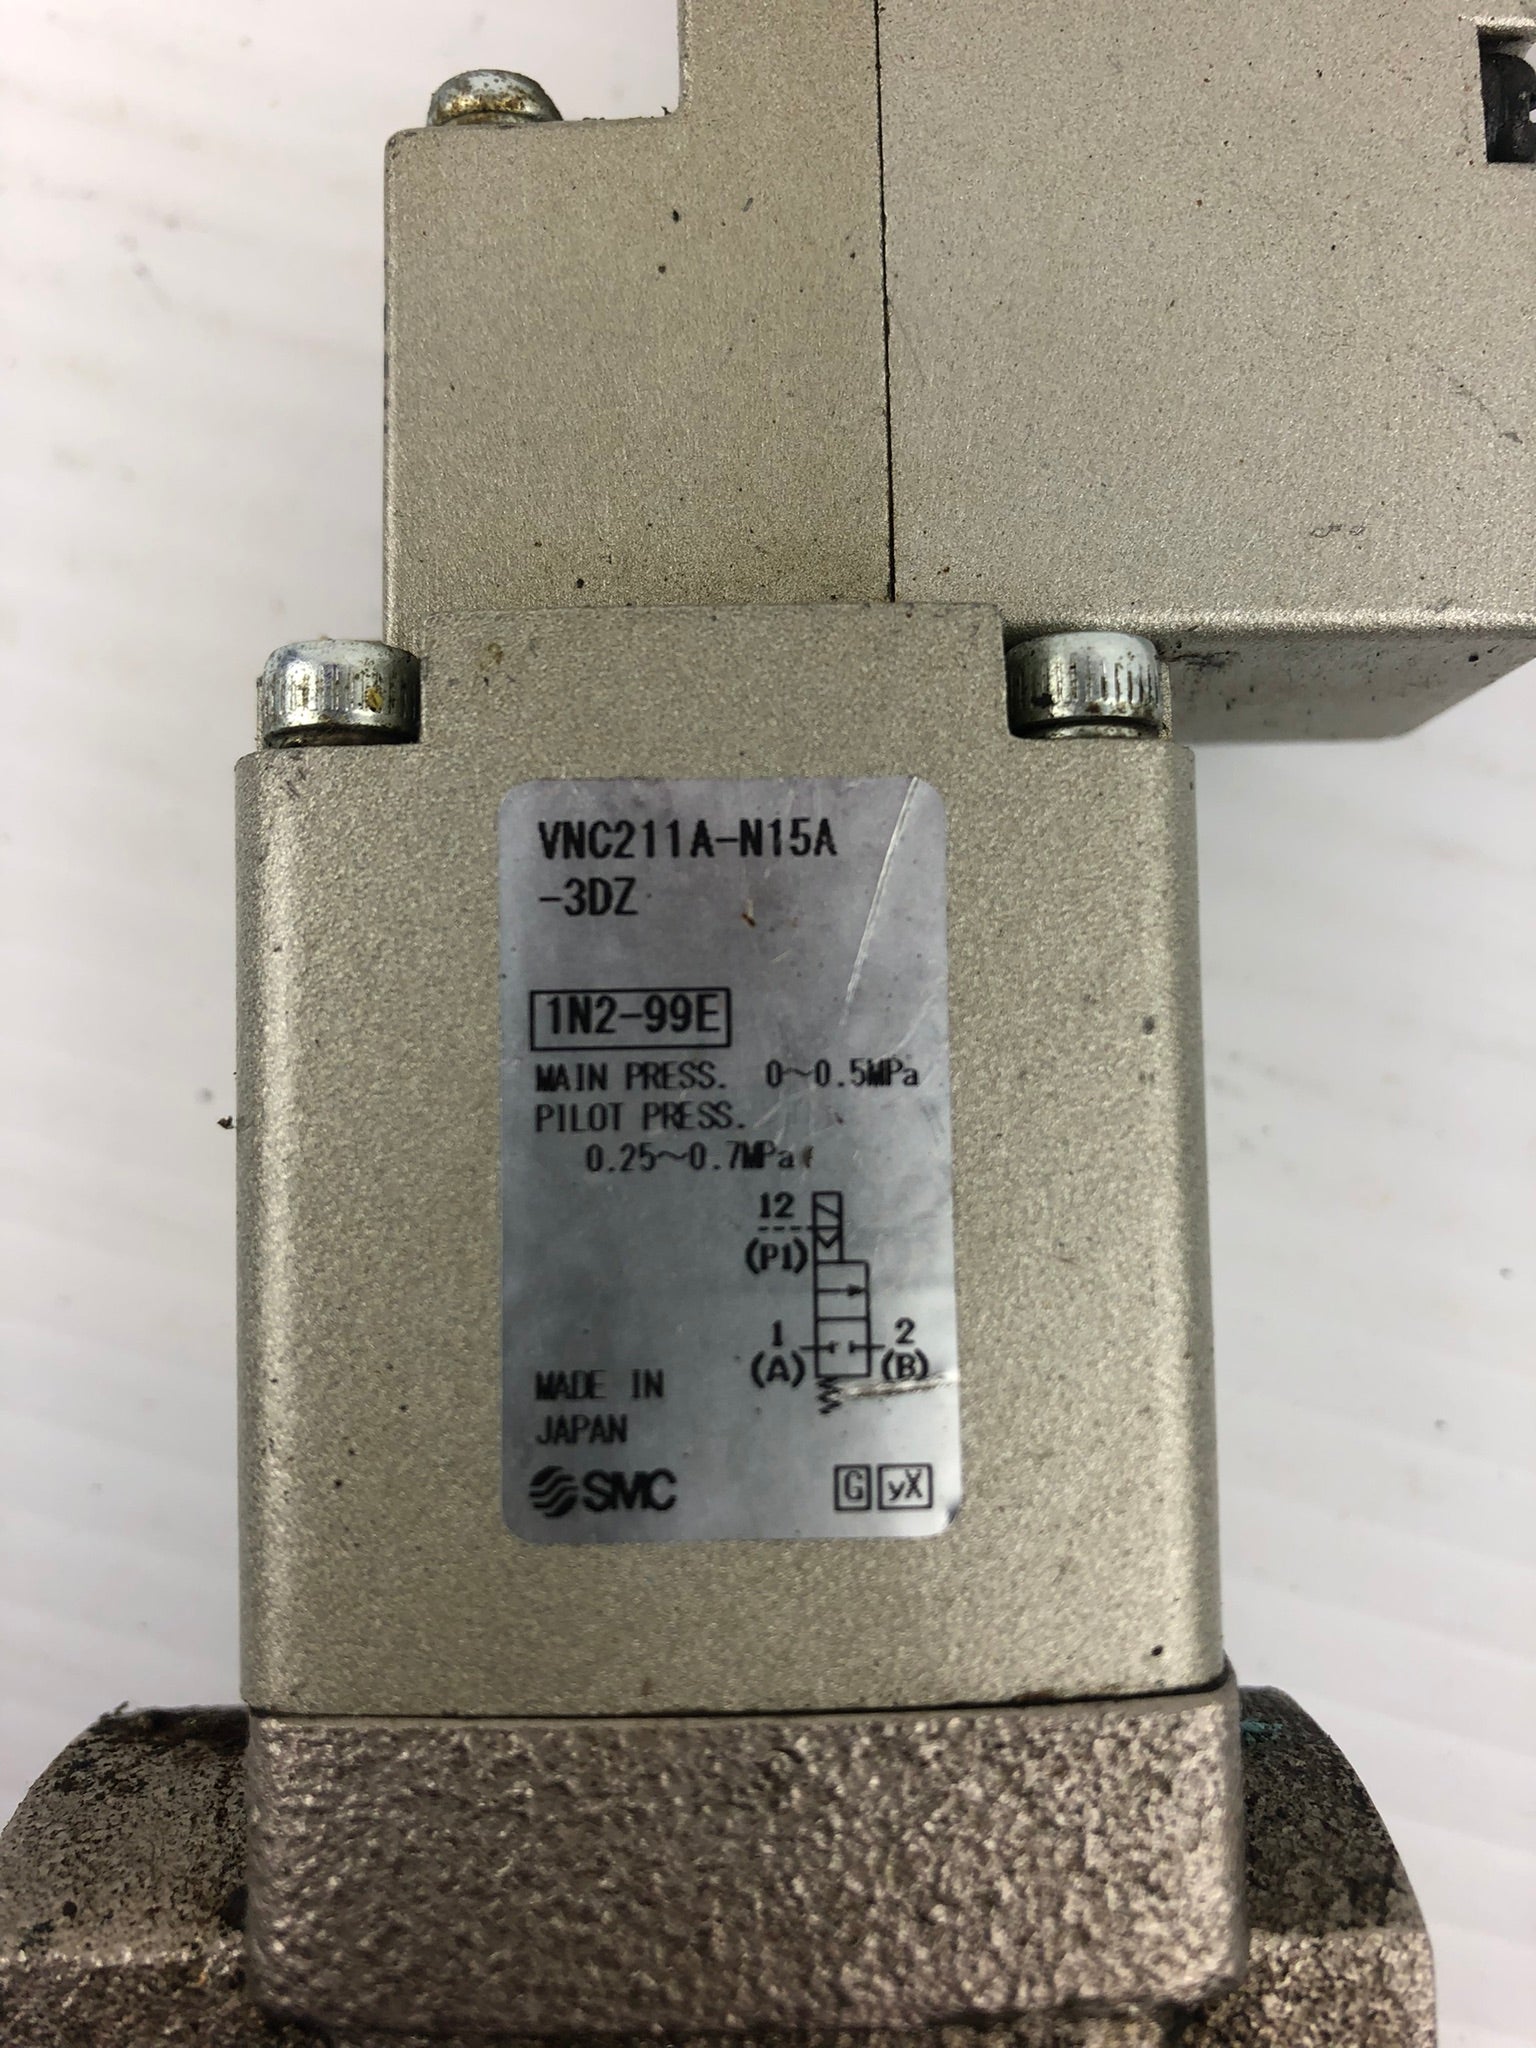 VNC211A-N15A
-3DZ
1N2-99E
MAIN PRESS. 0~0.5MPa
PILOT PRESS.
0.25~0.7MPa
12
(P1)
1
2
(A)
(B)
MADE IN
JAPAN
SMC
G yX